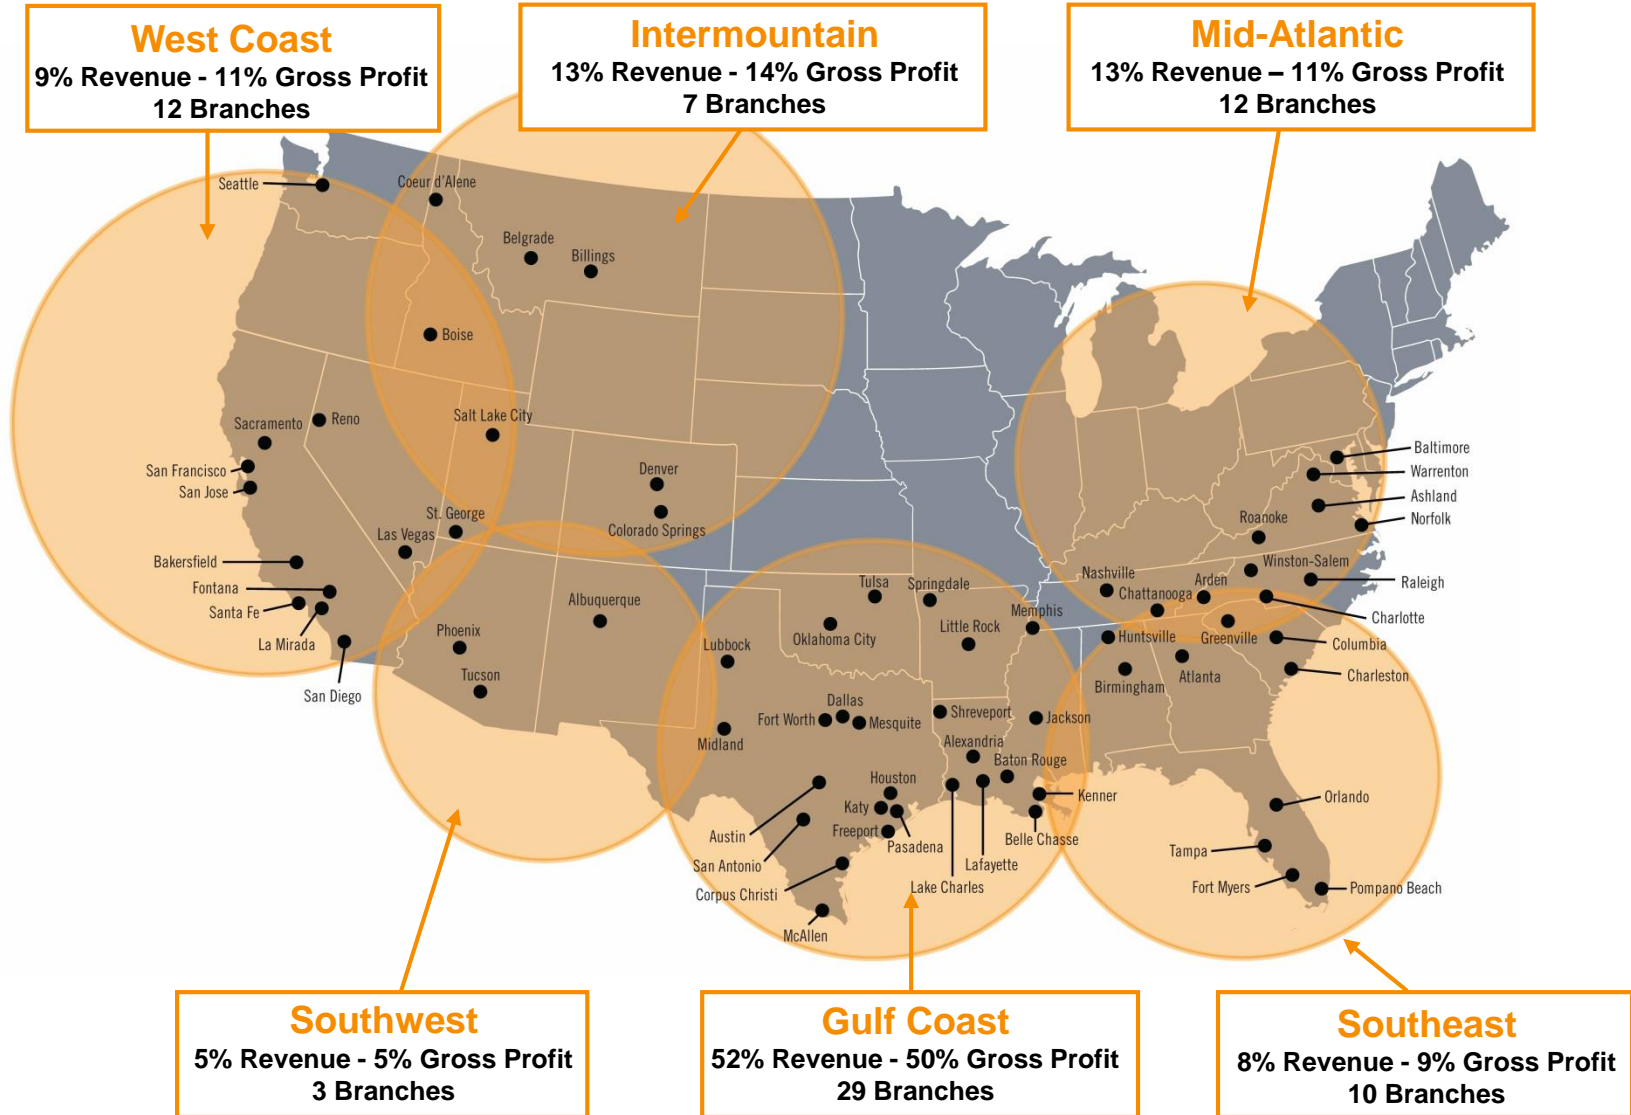 West Coast
9% Revenue - 11% Gross Profit
12 Branches
Intermountain
13% Revenue - 14% Gross Profit
7 Branches
Mid-Atlantic
13% Revenue – 11% Gross Profit
12 Branches
Seattle
Coeur d'Alene
Belgrade
Billings
Boise
Salt Lake City
Sacramento
Reno
San Francisco
San Jose
Denver
Colorado Springs
St. George
Las Vegas
Bakersfield
Fontana
Santa Fe
La Mirada
San Diego
Phoenix
Tucson
Albuquerque
Baltimore
Warrenton
Ashland
Norfolk
Roanoke
Winston-Salem
Raleigh
Nashville
Chattanooga
Arden
Charlotte
Greenville
Columbia
Huntsville
Birmingham
Atlanta
Charleston
Tulsa
Springdale
Memphis
Oklahoma City
Little Rock
Lubbock
Dallas
Fort Worth
Mesquite
Shreveport
Jackson
Midland
Alexandria
Baton Rouge
Houston
Katy
Kenner
Freeport
Pasadena
Belle Chasse
Austin
San Antonio
Lafayette
Lake Charles
Corpus Christi
McAllen
Orlando
Tampa
Fort Myers
Pompano Beach
Southwest
5% Revenue - 5% Gross Profit
3 Branches
Gulf Coast
52% Revenue - 50% Gross Profit
29 Branches
Southeast
8% Revenue - 9% Gross Profit
10 Branches